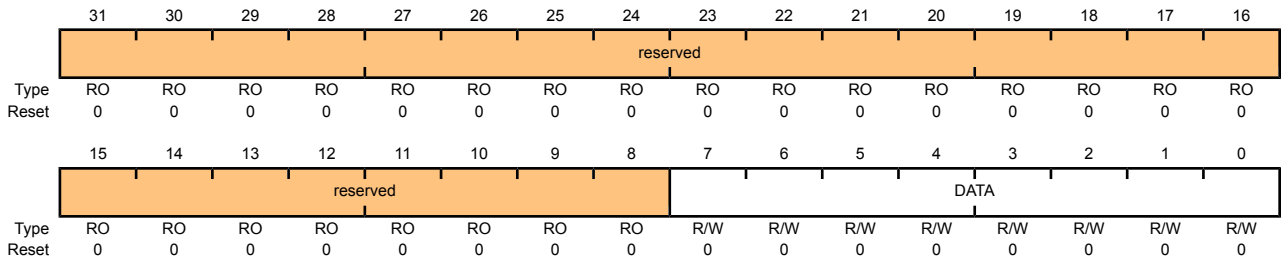 31 30 29 28 27 26 25 24 23 22 21 20 19 18 17 16
reserved
Type RO RO RO RO RO RO RO RO RO RO RO RO RO RO RO RO
Reset 0 0 0 0 0 0 0 0 0 0 0 0 0 0 0 0
15 14 13 12 11 10 9 8 7 6 5 4 3 2 1 0
reserved DATA
Type RO RO RO RO RO RO RO RO R/W R/W R/W R/W R/W R/W R/W R/W
Reset 0 0 0 0 0 0 0 0 0 0 0 0 0 0 0 0